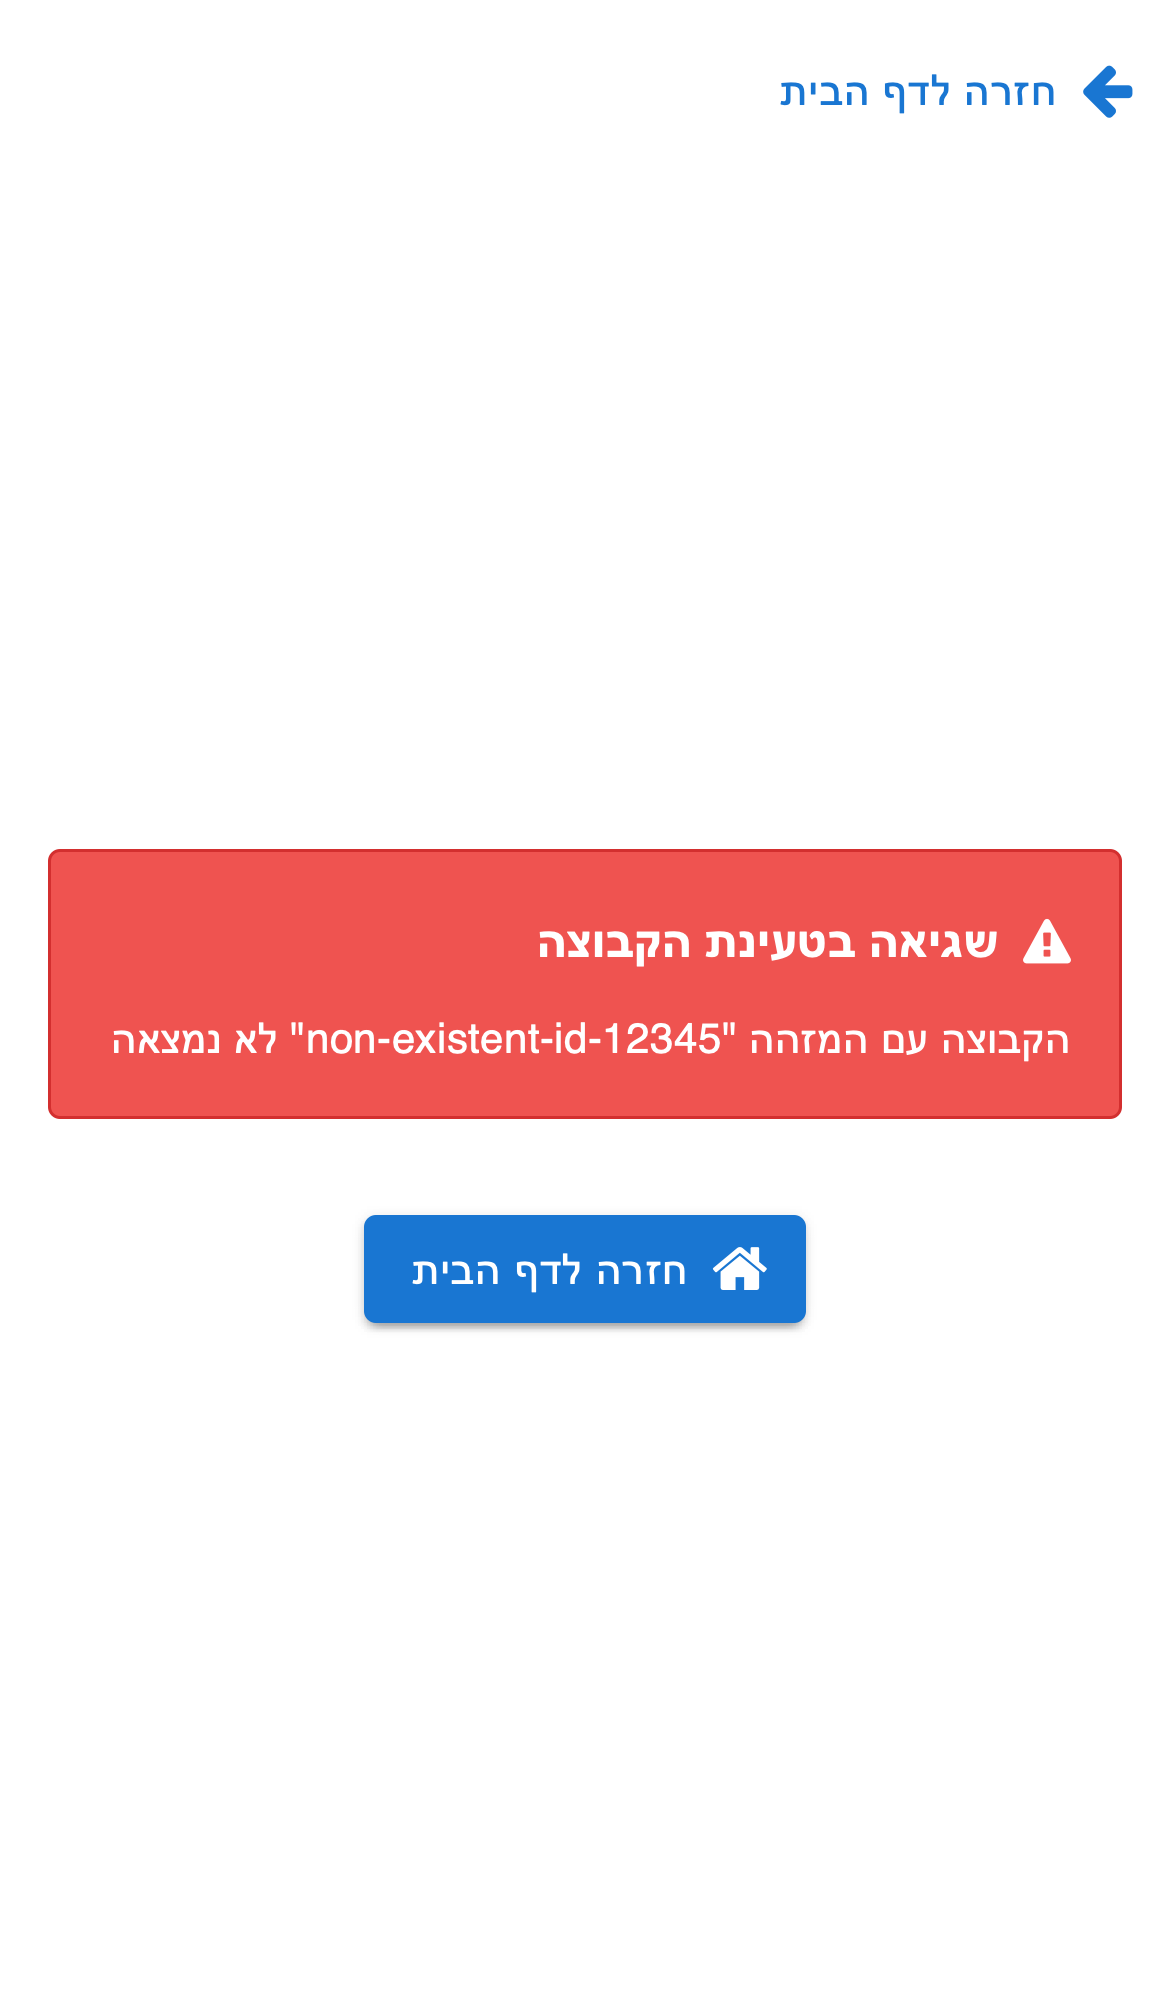 חזרה לדף הבית
שגיאה בטעינת הקבוצה
הקבוצה עם המזהה "non-existent-id-12345" לא נמצאה
חזרה לדף הבית